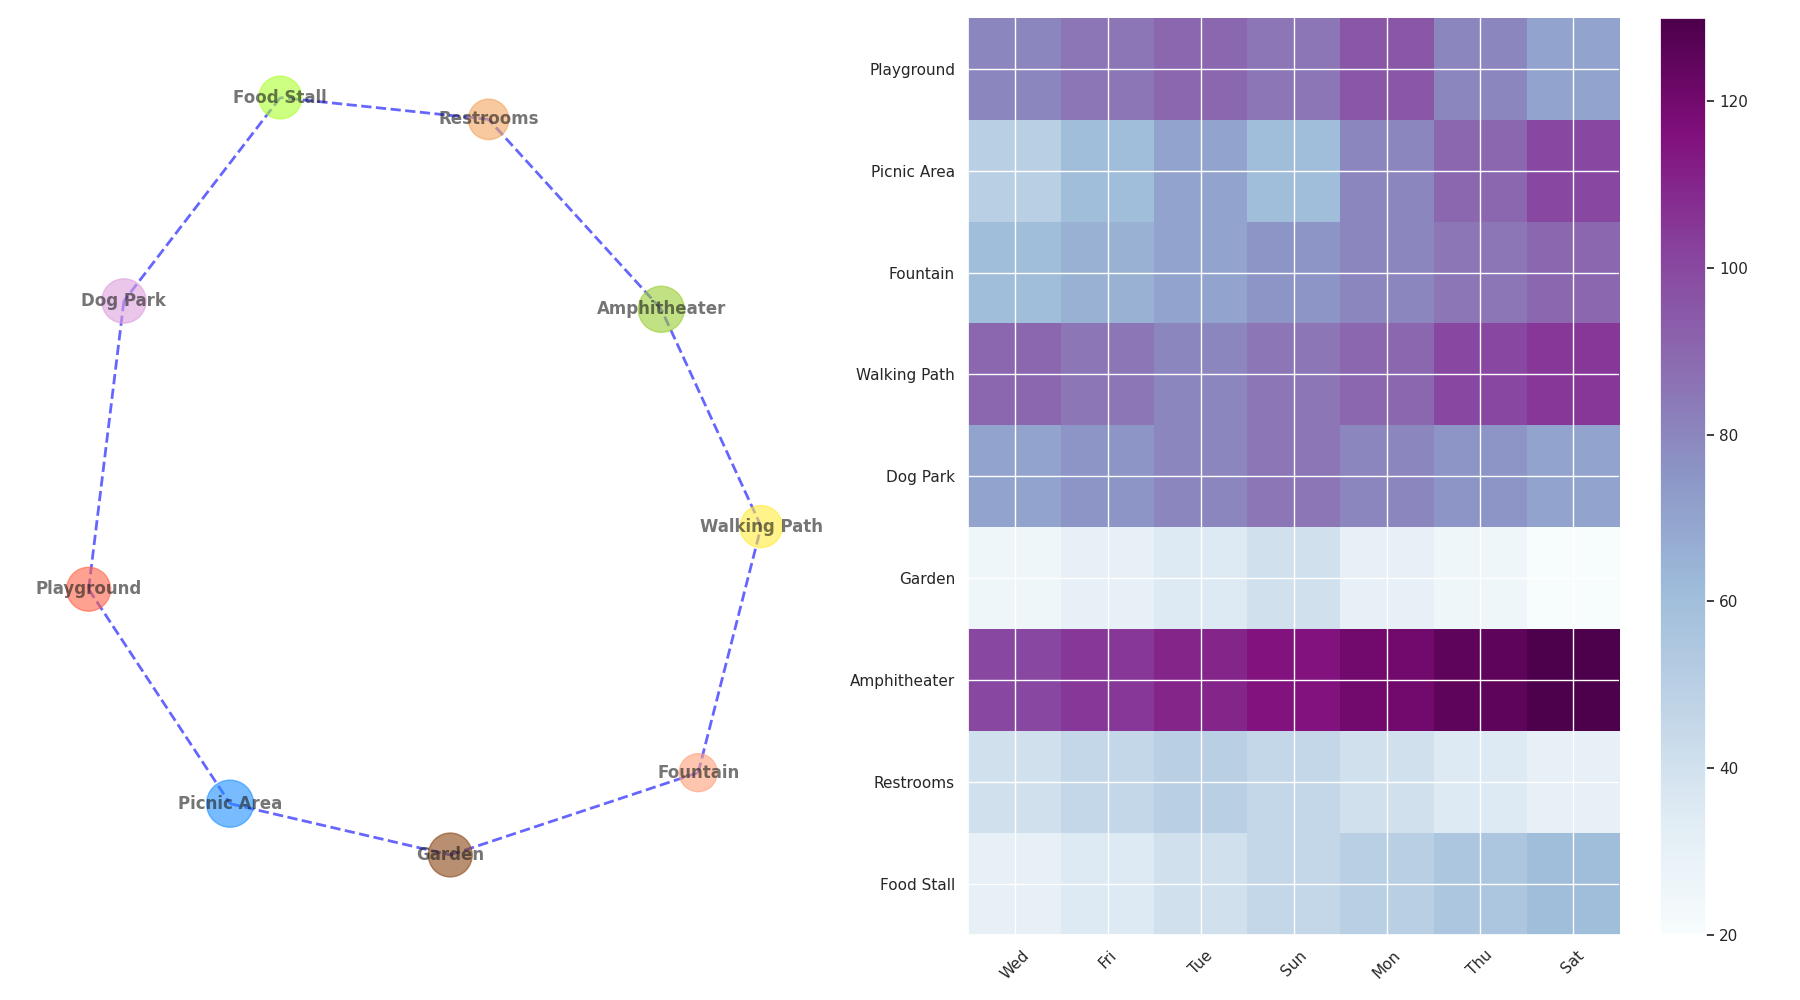 Food Stall
Restrooms
Dog Park
Amphitheater
Walking Path
Playground
Fountain
Picnic Area
Garden
Playground
Picnic Area
Fountain
Walking Path
Dog Park
Garden
Amphitheater
Restrooms
Food Stall
Wed Fri Tue Sun Mon Thu Sat
120
100
80
60
40
20